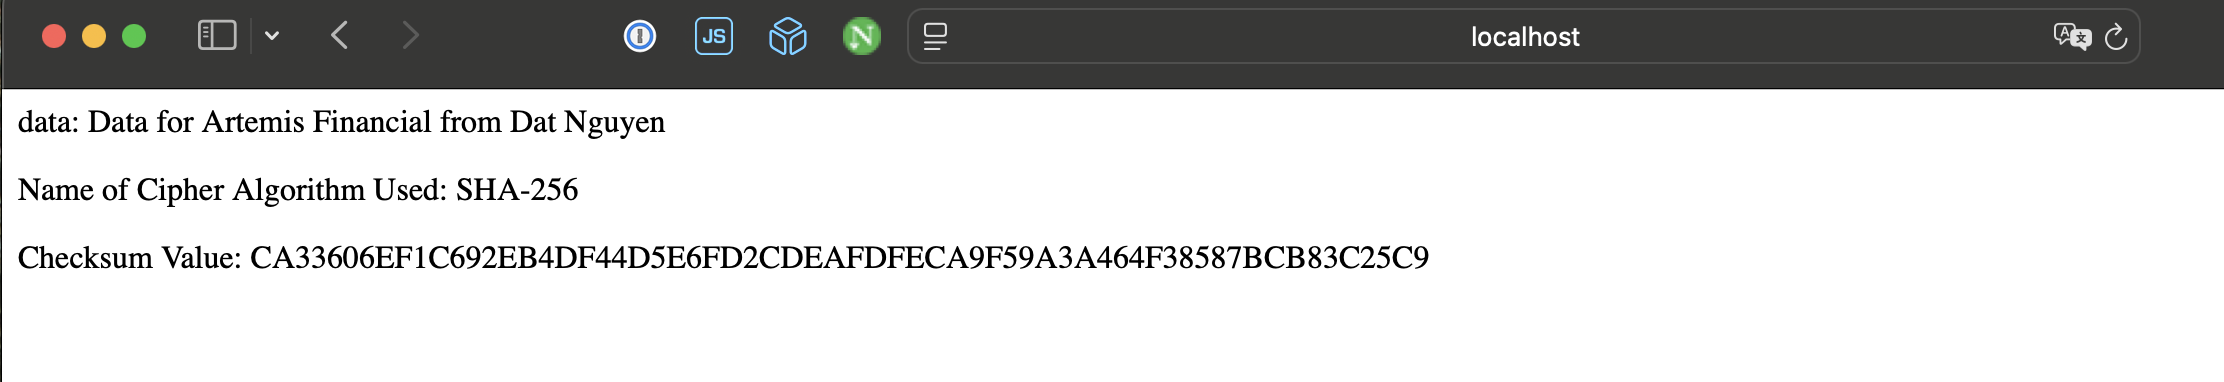 JS
N
localhost
data: Data for Artemis Financial from Dat Nguyen
Name of Cipher Algorithm Used: SHA-256
Checksum Value: CA33606EF1C692EB4DF44D5E6FD2CDEAFDFECA9F59A3A464F38587BCB83C25C9